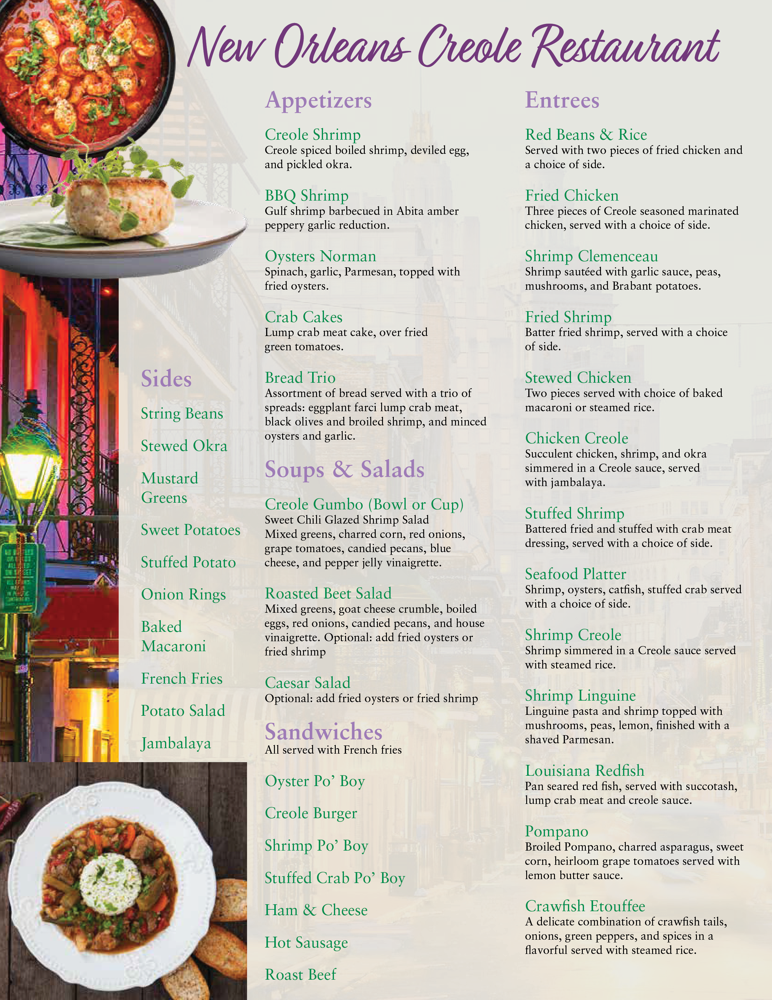 New Orleans Creole Restaurant
Sides
String Beans
Stewed Okra
Mustard
Greens
Sweet Potatoes
Stuffed Potato
Onion Rings
Baked
Macaroni
French Fries
Potato Salad
Jambalaya
Appetizers
Creole Shrimp
Creole spiced boiled shrimp, deviled egg,
and pickled okra.
BBQ Shrimp
Gulf shrimp barbecued in Abita amber
peppery garlic reduction.
Oysters Norman
Spinach, garlic, Parmesan, topped with
fried oysters.
Crab Cakes
Lump crab meat cake, over fried
green tomatoes.
Bread Trio
Assortment of bread served with a trio of
spreads: eggplant farci lump crab meat,
black olives and broiled shrimp, and minced
oysters and garlic.
Soups & Salads
Creole Gumbo (Bowl or Cup)
Sweet Chili Glazed Shrimp Salad
Mixed greens, charred corn, red onions,
grape tomatoes, candied pecans, blue
cheese, and pepper jelly vinaigrette.
Roasted Beet Salad
Mixed greens, goat cheese crumble, boiled
eggs, red onions, candied pecans, and house
vinaigrette. Optional: add fried oysters or
fried shrimp
Caesar Salad
Optional: add fried oysters or fried shrimp
Sandwiches
All served with French fries
Oyster Po’ Boy
Creole Burger
Shrimp Po’ Boy
Stuffed Crab Po’ Boy
Ham & Cheese
Hot Sausage
Roast Beef
Entrees
Red Beans & Rice
Served with two pieces of fried chicken and
a choice of side.
Fried Chicken
Three pieces of Creole seasoned marinated
chicken, served with a choice of side.
Shrimp Clemenceau
Shrimp sautéed with garlic sauce, peas,
mushrooms, and Brabant potatoes.
Fried Shrimp
Batter fried shrimp, served with a choice
of side.
Stewed Chicken
Two pieces served with choice of baked
macaroni or steamed rice.
Chicken Creole
Succulent chicken, shrimp, and okra
simmered in a Creole sauce, served
with jambalaya.
Stuffed Shrimp
Battered fried and stuffed with crab meat
dressing, served with a choice of side.
Seafood Platter
Shrimp, oysters, catfish, stuffed crab served
with a choice of side.
Shrimp Creole
Shrimp simmered in a Creole sauce served
with steamed rice.
Shrimp Linguine
Linguine pasta and shrimp topped with
mushrooms, peas, lemon, finished with a
shaved Parmesan.
Louisiana Redfish
Pan seared red fish, served with succotash,
lump crab meat and creole sauce.
Pompano
Broiled Pompano, charred asparagus, sweet
corn, heirloom grape tomatoes served with
lemon butter sauce.
Crawfish Etouffee
A delicate combination of crawfish tails,
onions, green peppers, and spices in a
flavorful served with steamed rice.